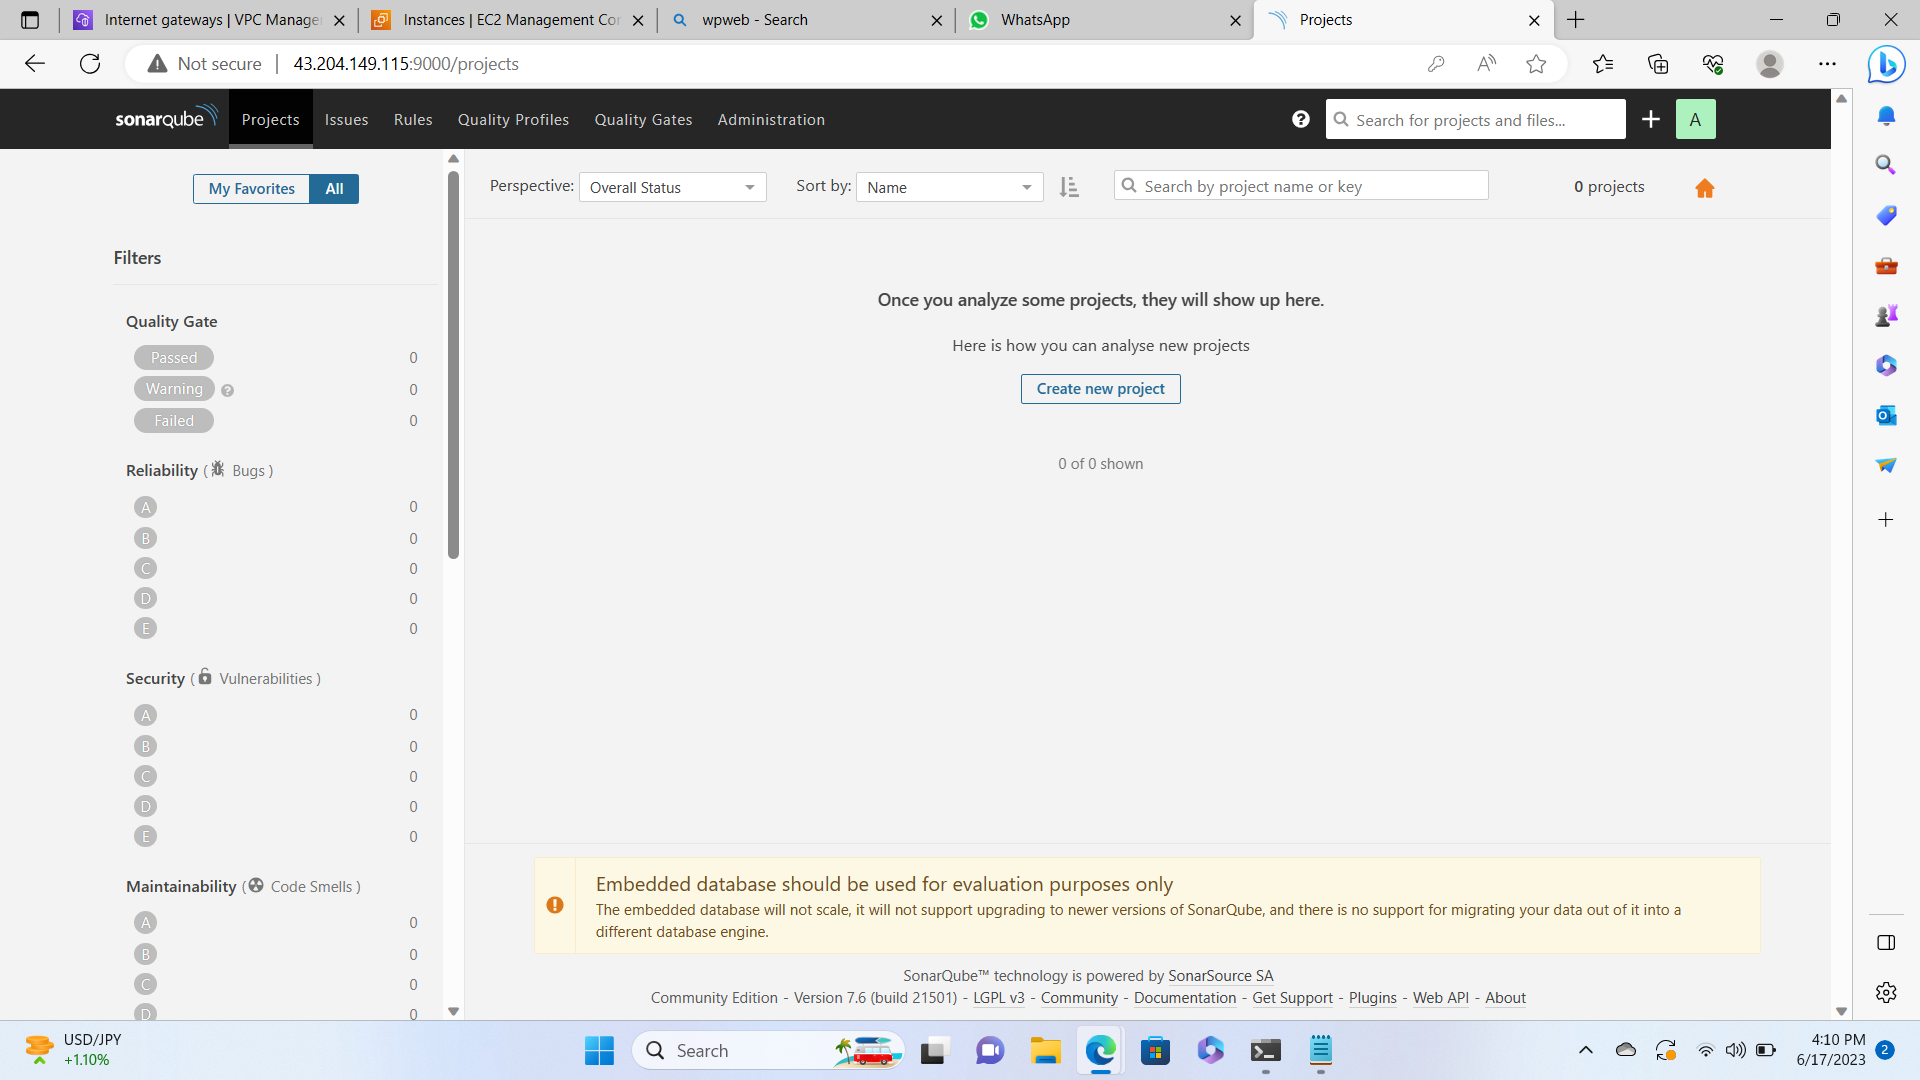 Internet gateways | VPC Manage
Instances | EC2 Management Co
wpweb - Search
WhatsApp
Projects
Not secure
43.204.149.115:9000/projects
sonarqube
Projects
Issues
Rules
Quality Profiles
Quality Gates
Administration
?
Search for projects and files...
A
My Favorites
All
Perspective:
Overall Status
Sort by:
Name
Search by project name or key
0 projects
Filters
Quality Gate
Passed 0
Warning ? 0
Failed 0
Reliability ( Bugs )
A 0
B 0
C 0
D 0
E 0
Security ( Vulnerabilities )
A 0
B 0
C 0
D 0
E 0
Maintainability ( Code Smells )
A 0
B 0
C 0
D 0
Once you analyze some projects, they will show up here.
Here is how you can analyse new projects
Create new project
0 of 0 shown
Embedded database should be used for evaluation purposes only
The embedded database will not scale, it will not support upgrading to newer versions of SonarQube, and there is no support for migrating your data out of it into a
different database engine.
SonarQube™ technology is powered by SonarSource SA
Community Edition - Version 7.6 (build 21501) - LGPL v3 - Community - Documentation - Get Support - Plugins - Web API - About
USD/JPY
+1.10%
Search
4:10 PM
6/17/2023
2